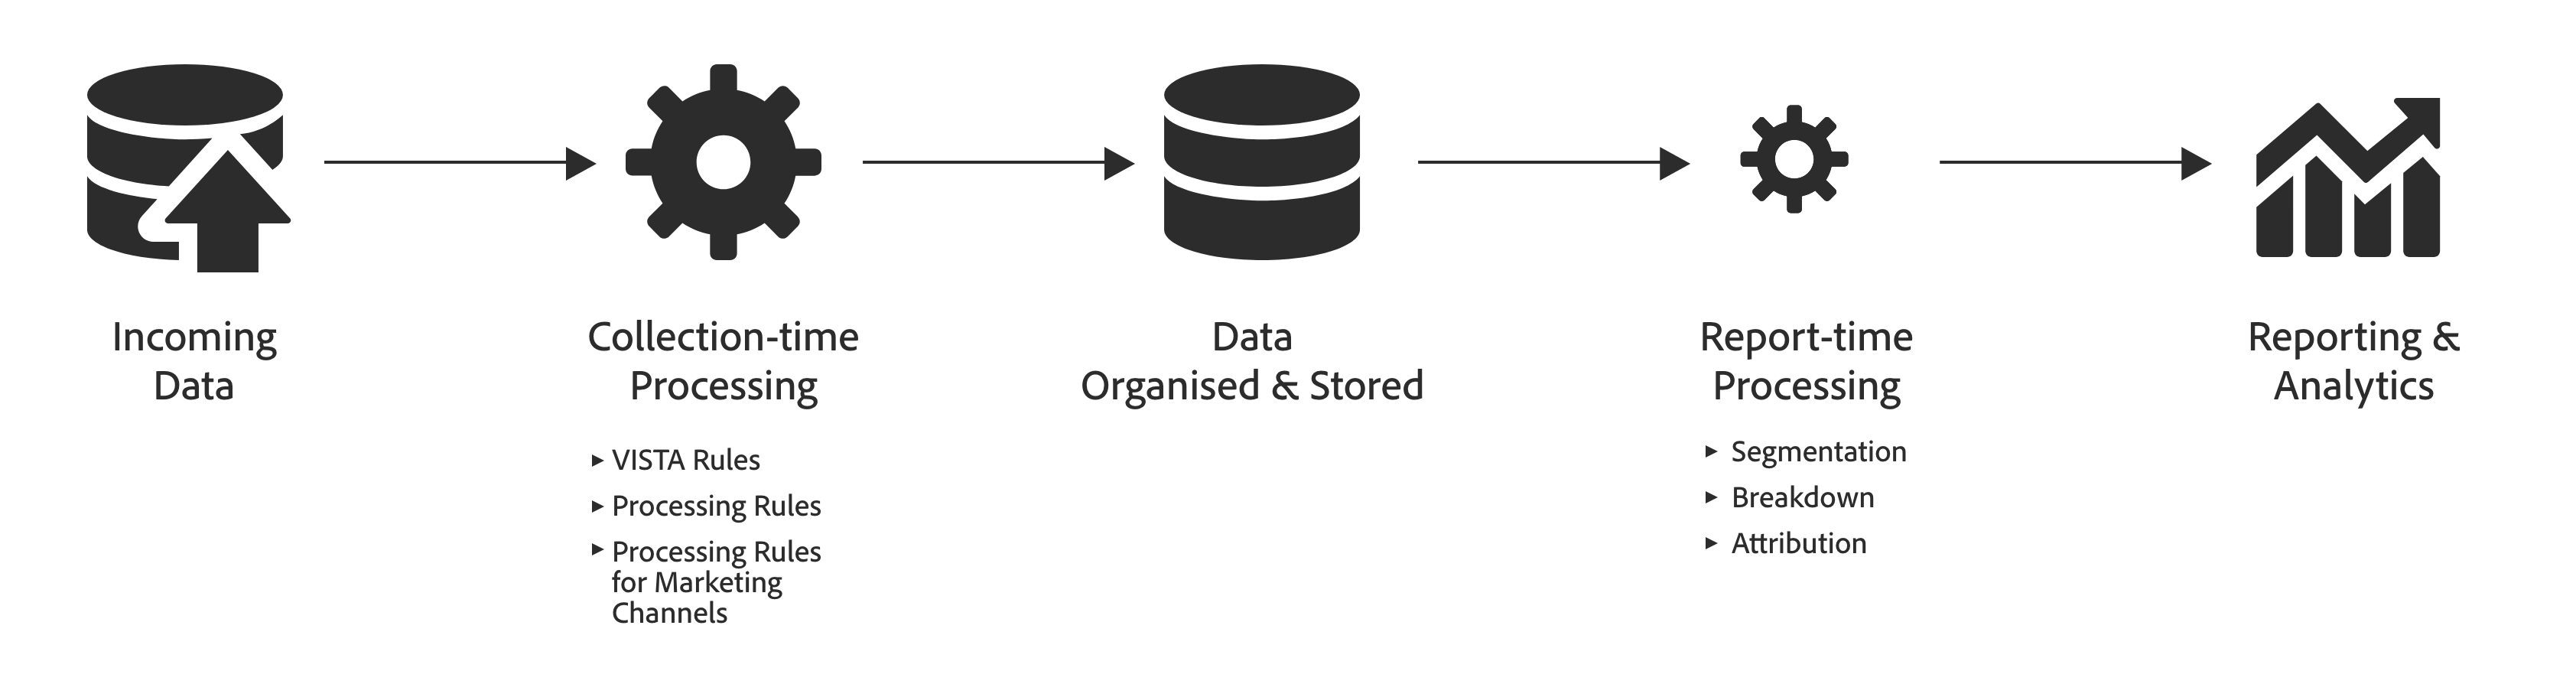 Incoming
Data
Collection-time
Processing
► VISTA Rules
► Processing Rules
► Processing Rules
for Marketing
Channels
Data
Organised & Stored
Report-time
Processing
► Segmentation
► Breakdown
► Attribution
Reporting &
Analytics